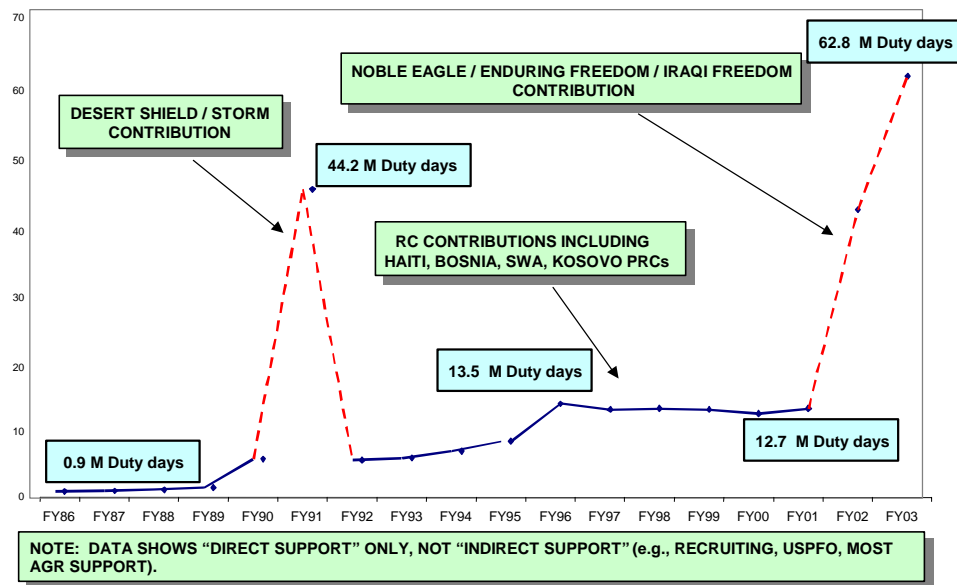 70
60
50
40
30
20
10
0
62.8 M Duty days
NOBLE EAGLE / ENDURING FREEDOM / IRAQI FREEDOM
CONTRIBUTION
DESERT SHIELD / STORM
CONTRIBUTION
44.2 M Duty days
RC CONTRIBUTIONS INCLUDING
HAITI, BOSNIA, SWA, KOSOVO PRCs
13.5 M Duty days
12.7 M Duty days
0.9 M Duty days
FY86 FY87 FY88 FY89 FY90 FY91 FY92 FY93 FY94 FY95 FY96 FY97 FY98 FY99 FY00 FY01 FY02 FY03
NOTE: DATA SHOWS “DIRECT SUPPORT” ONLY, NOT “INDIRECT SUPPORT” (e.g., RECRUITING, USPFO, MOST
AGR SUPPORT).